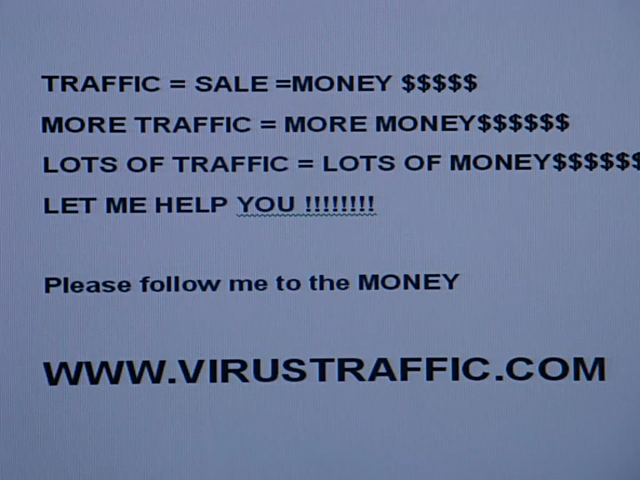 TRAFFIC = SALE =MONEY $$$$$
MORE TRAFFIC = MORE MONEY$$$$$$
LOTS OF TRAFFIC = LOTS OF MONEY$$$$$$
LET ME HELP YOU !!!!!!!!
Please follow me to the MONEY
WWW.VIRUSTRAFFIC.COM